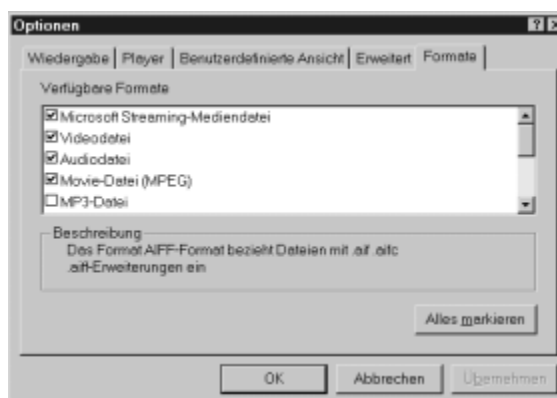 Optionen
Wiedergabe Player Benutzerdefinierte Ansicht Erweitert Formate
Verfügbare Formate
Microsoft Streaming-Mediendatei
Videodatei
Audiodatei
Movie-Datei (MPEG)
MP3-Datei
Beschreibung
Das Format AIFF-Format bezieht Dateien mit .aif .aifc
.aiff-Erweiterungen ein
Alles markieren
OK Abbrechen Übernehmen